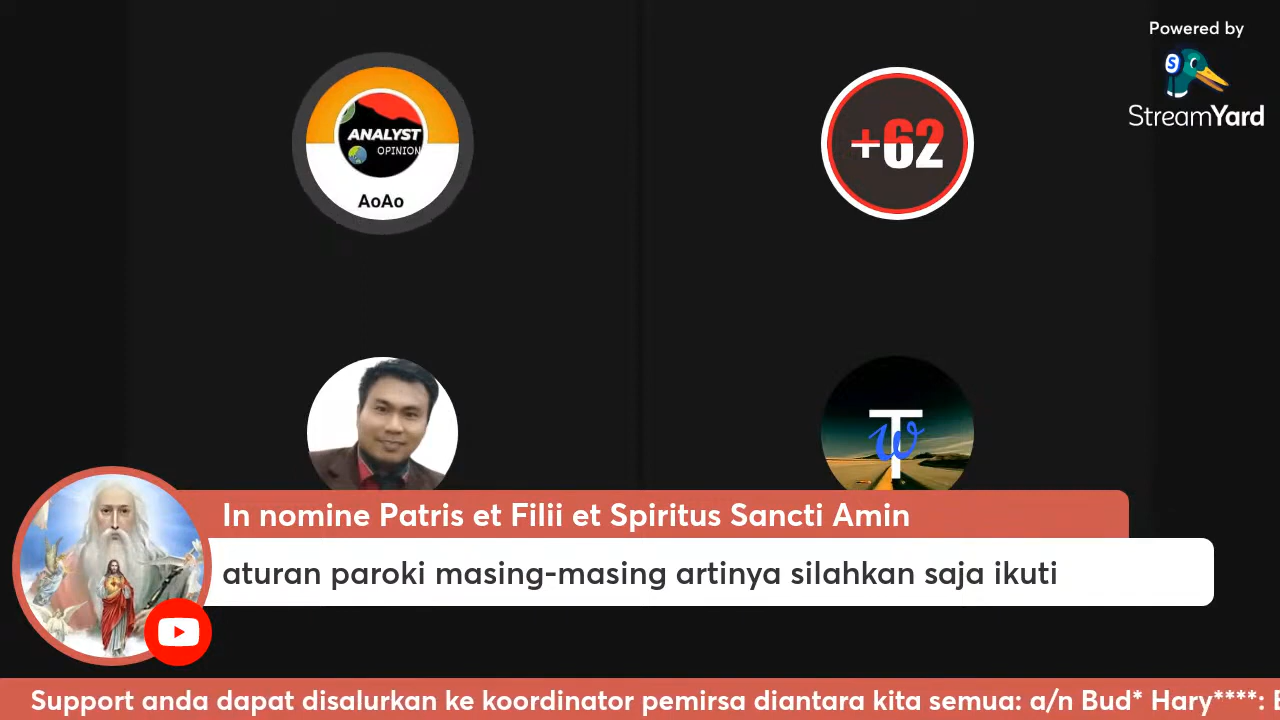 Powered by
StreamYard
ANALYST
OPINION
AoAo
+62
T
w
In nomine Patris et Filii et Spiritus Sancti Amin
aturan paroki masing-masing artinya silahkan saja ikuti
Support anda dapat disalurkan ke koordinator pemirsa diantara kita semua: a/n Bud* Hary****: